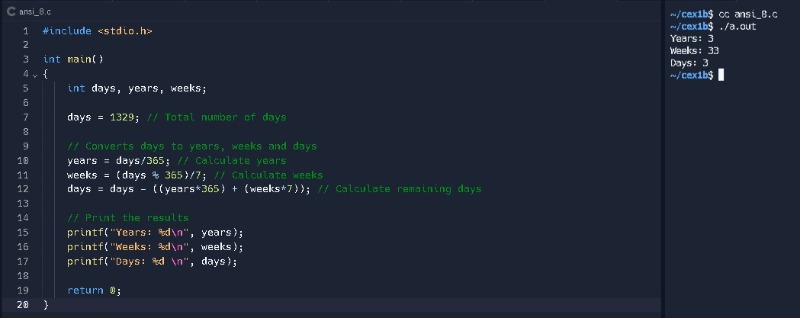 ansi_8.c
1 #include <stdio.h>
2
3 int main()
4 {
5     int days, years, weeks;
6
7     days = 1329; // Total number of days
8
9     // Converts days to years, weeks and days
10     years = days/365; // Calculate years
11     weeks = (days % 365)/7; // Calculate weeks
12     days = days - ((years*365) + (weeks*7)); // Calculate remaining days
13
14     // Print the results
15     printf("Years: %d\n", years);
16     printf("Weeks: %d\n", weeks);
17     printf("Days: %d \n", days);
18
19     return 0;
20 }
~/cex1b$ cc ansi_8.c
~/cex1b$ ./a.out
Years: 3
Weeks: 33
Days: 3
~/cex1b$